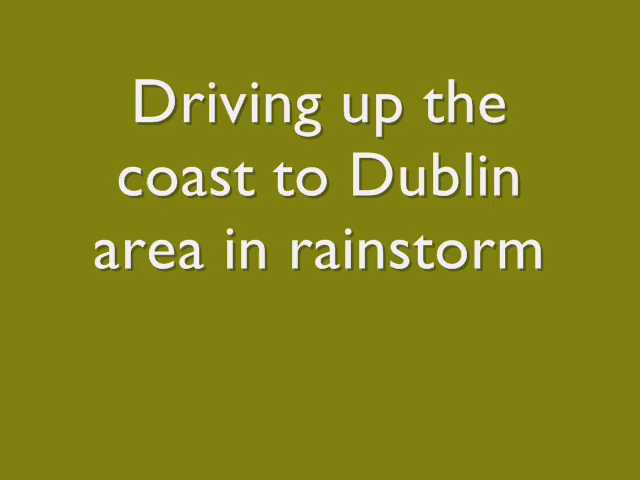 Driving up the
coast to Dublin
area in rainstorm